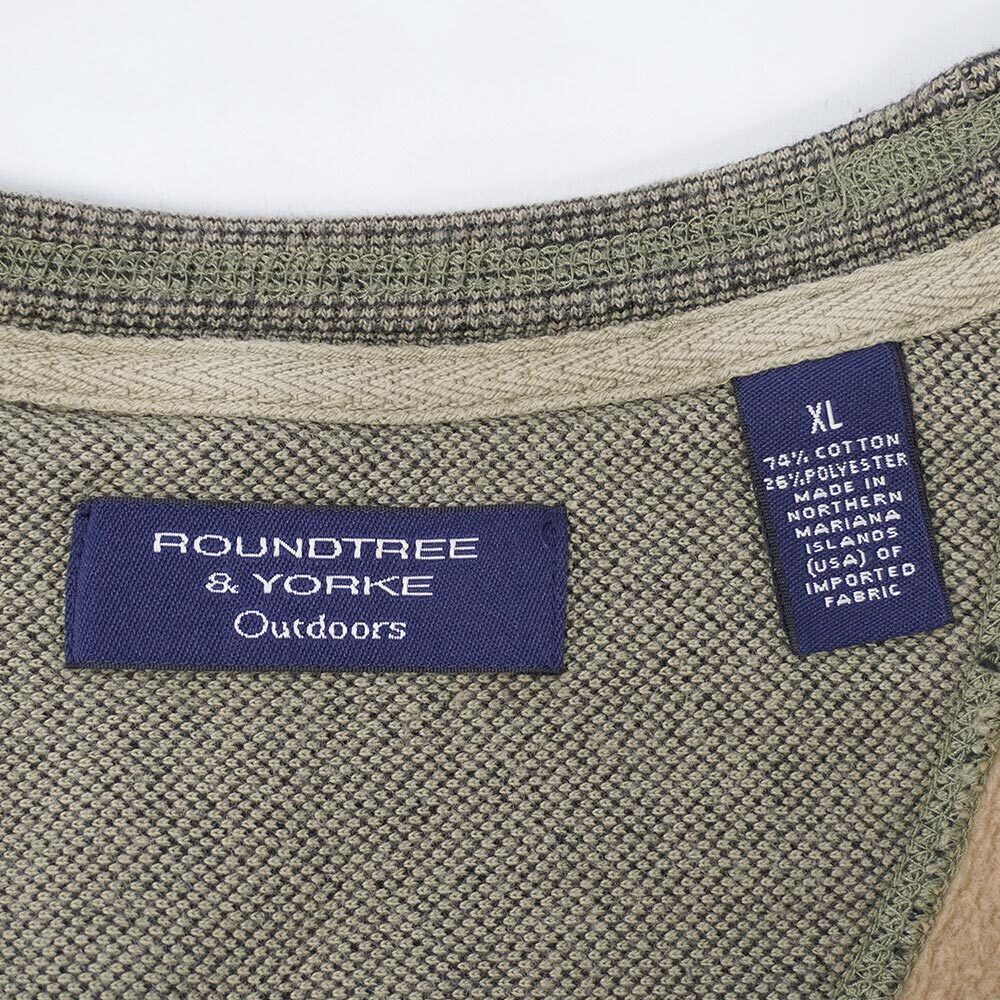 ROUNDTREE
& YORKE
Outdoors
XL
74% COTTON
26% POLYESTER
MADE IN
NORTHERN
MARIANA
ISLANDS
(USA) OF
IMPORTED
FABRIC